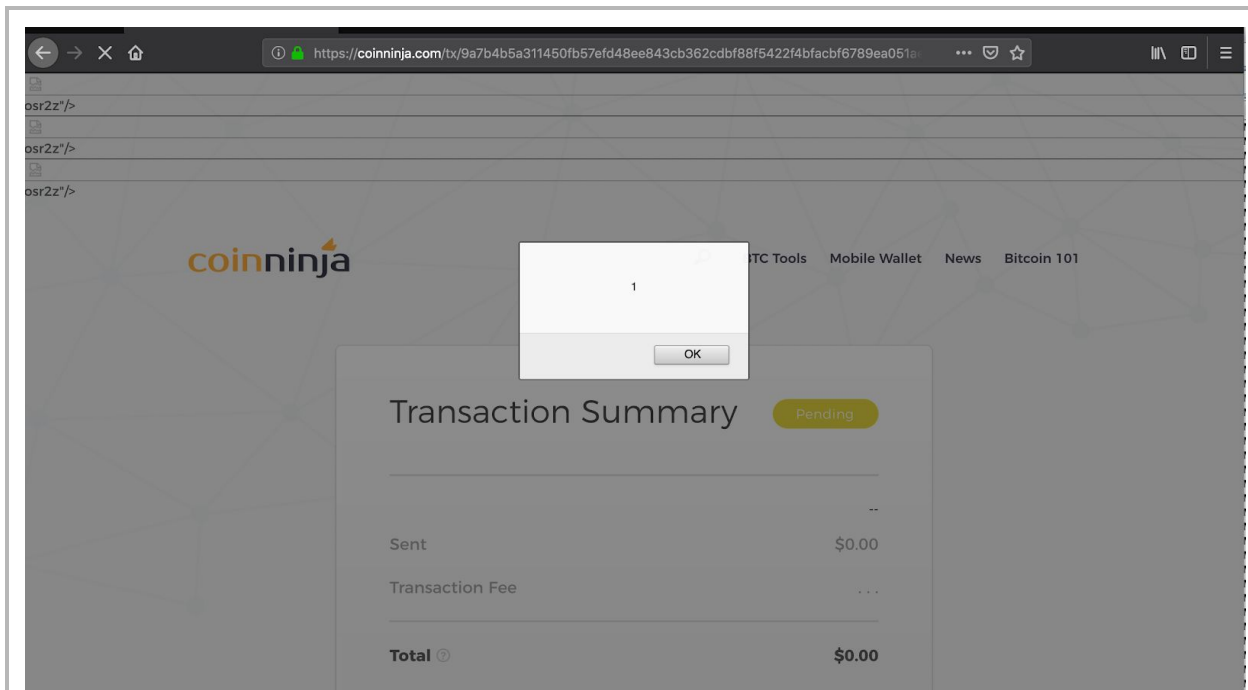 https://coinninja.com/tx/9a7b4b5a311450fb57efd48ee843cb362cdbf88f5422f4bfacbf6789ea051a
osr2z"/>
osr2z"/>
osr2z"/>
coinninja
BTC Tools Mobile Wallet News Bitcoin 101
1
OK
Transaction Summary Pending
--
Sent $0.00
Transaction Fee ...
Total $0.00